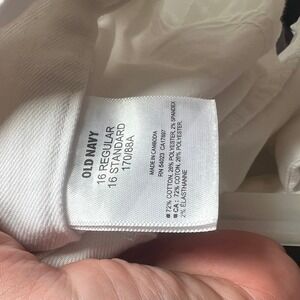 OLD NAVY
16 REGULAR
16 STANDARD
170/88A
MADE IN CAMBODIA
RN 54023 CA17897
■ 72% COTTON, 26% POLYESTER, 2% SPANDEX
■ CA: 72% COTON, 26% POLYESTER,
2% ÉLASTHANNE